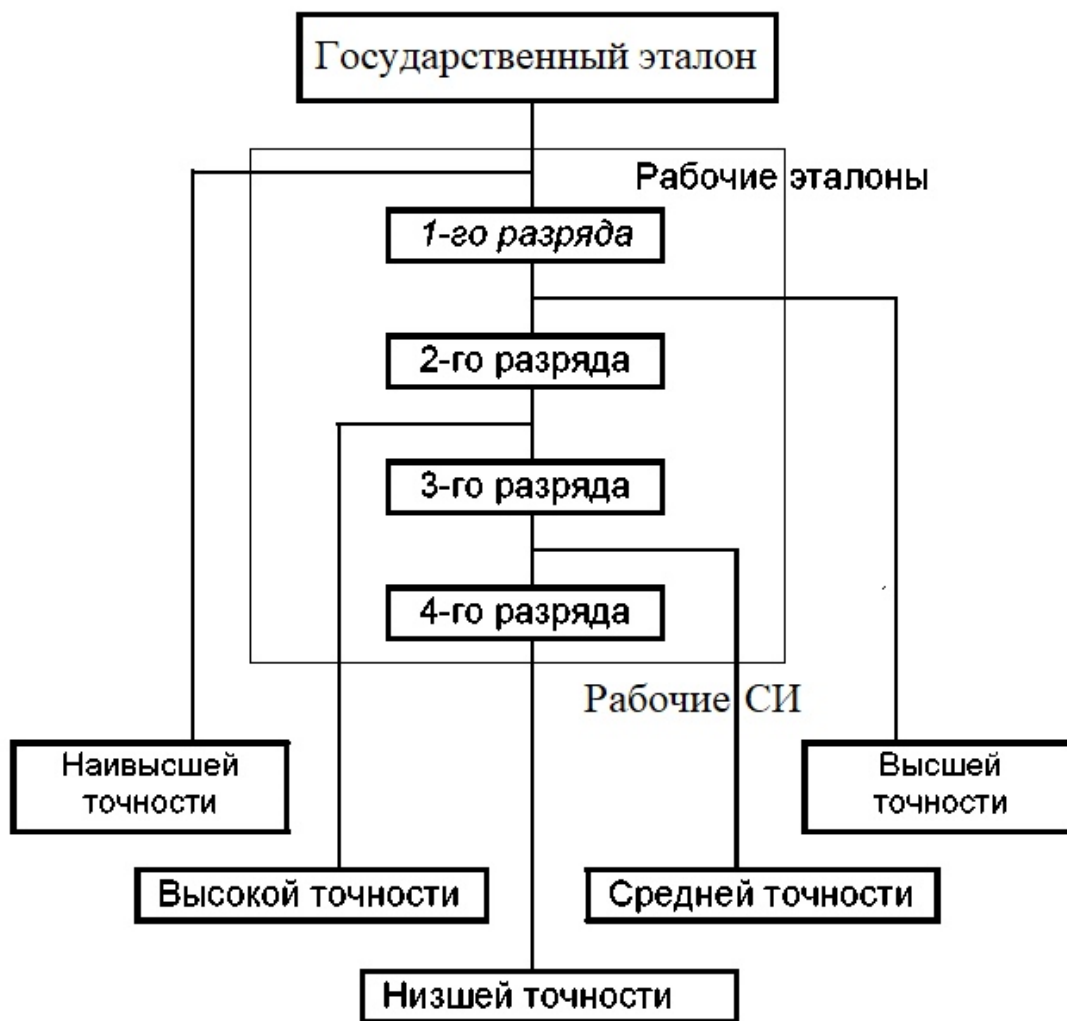 Государственный эталон
Рабочие эталоны
1-го разряда
2-го разряда
3-го разряда
4-го разряда
Рабочие СИ
Наивысшей
точности
Высшей
точности
Высокой точности
Средней точности
Низшей точности